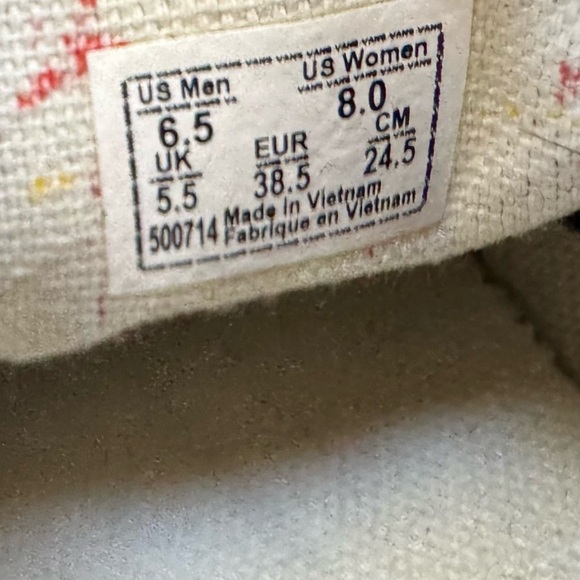 US Men US Women
6.5 8.0
UK EUR CM
5.5 38.5 24.5
500714 Made in Vietnam
Fabrique en Vietnam